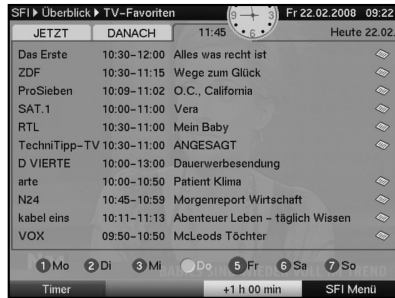 SFI Überblick TV-Favoriten Fr 22.02.2008 09:22
JETZT DANACH 11:45 9 3 6 Heute 22.02.
Das Erste 10:30-12:00 Alles was recht ist
ZDF 10:30-11:15 Wege zum Glück
ProSieben 10:09-11:02 O.C., California
SAT.1 10:00-11:00 Vera
RTL 10:30-11:00 Mein Baby
TechniTipp-TV 10:30-11:00 ANGESAGT
D VIERTE 10:00-13:00 Dauerwerbesendung
arte 10:00-10:50 Patient Klima
N24 10:45-10:59 Morgenreport Wirtschaft
kabel eins 10:11-11:13 Abenteuer Leben - täglich Wissen
VOX 09:50-10:50 McLeods Töchter
1 Mo 2 Di 3 Mi Do 5 Fr 6 Sa 7 So
Timer +1 h 00 min SFI Menü